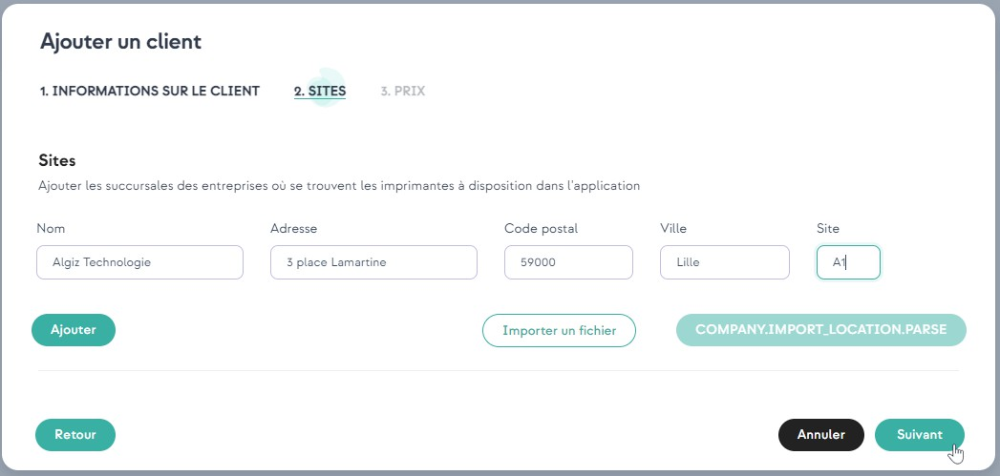 Ajouter un client
1. INFORMATIONS SUR LE CLIENT 2. SITES 3. PRIX
Sites
Ajouter les succursales des entreprises où se trouvent les imprimantes à disposition dans l'application
Nom Adresse Code postal Ville Site
Algiz Technologie 3 place Lamartine 59000 Lille A1
Ajouter Importer un fichier COMPANY.IMPORT_LOCATION.PARSE
Retour Annuler Suivant